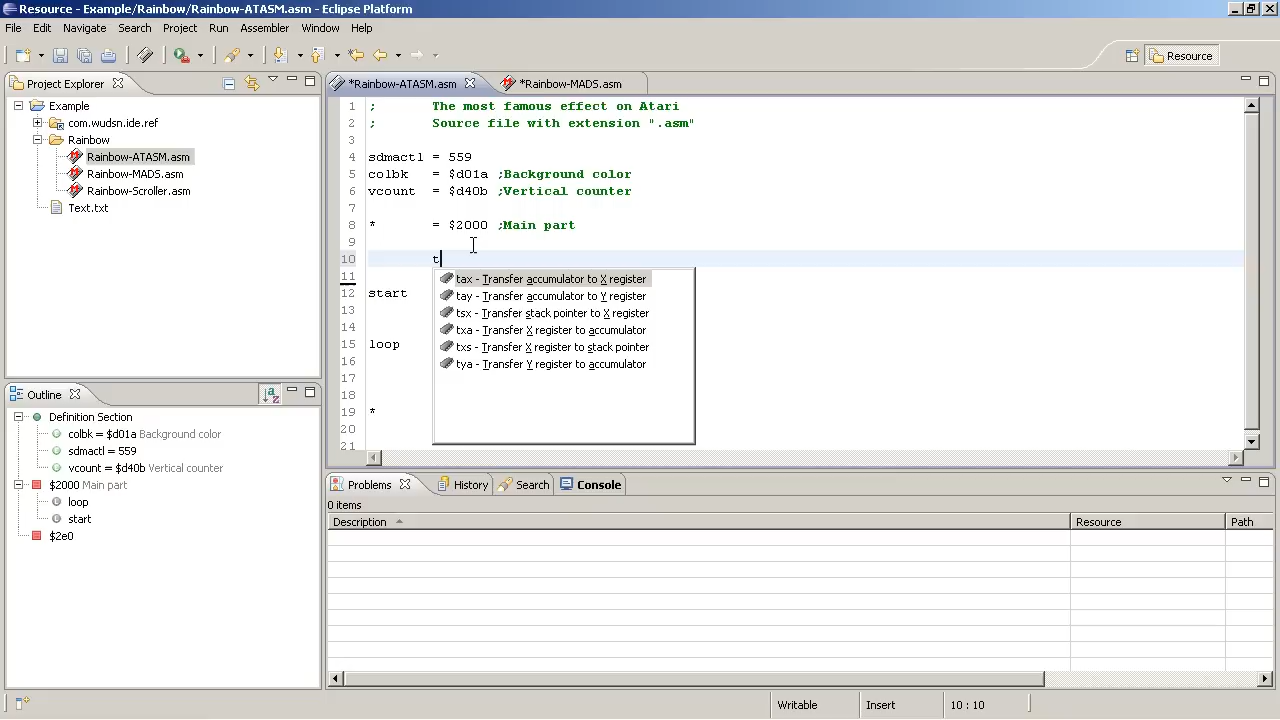 Resource - Example/Rainbow/Rainbow-ATASM.asm - Eclipse Platform
File Edit Navigate Search Project Run Assembler Window Help
Resource
Project Explorer
Example
com.wudsn.ide.ref
Rainbow
Rainbow-ATASM.asm
Rainbow-MADS.asm
Rainbow-Scroller.asm
Text.txt
*Rainbow-ATASM.asm
*Rainbow-MADS.asm
1 ; The most famous effect on Atari
2 ; Source file with extension ".asm"
3
4 sdmactl = 559
5 colbk = $d01a ;Background color
6 vcount = $d40b ;Vertical counter
7
8 * = $2000 ;Main part
9
10 t
11
12 start
13
14
15 loop
16
17
18
19 *
20
21
tax - Transfer accumulator to X register
tay - Transfer accumulator to Y register
tsx - Transfer stack pointer to X register
txa - Transfer X register to accumulator
txs - Transfer X register to stack pointer
tya - Transfer Y register to accumulator
Outline
Definition Section
colbk = $d01a Background color
sdmactl = 559
vcount = $d40b Vertical counter
$2000 Main part
loop
start
$2e0
Problems
History
Search
Console
0 items
Description Resource Path
Writable Insert 10 : 10